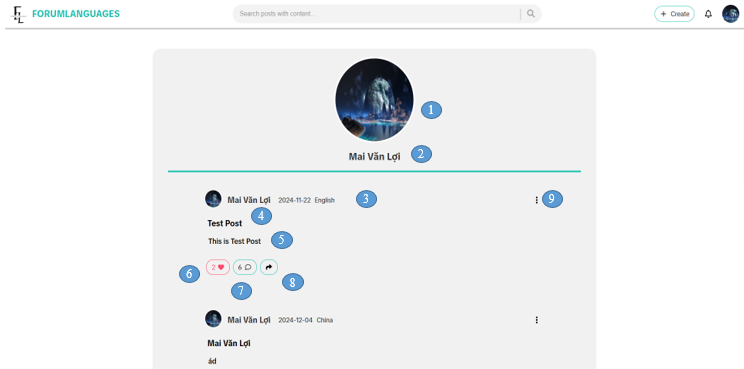 FL FORUMLANGUAGES Search posts with content... + Create
1
Mai Văn Lợi 2
Mai Văn Lợi 2024-11-22 English 3 9
Test Post 4
This is Test Post 5
6 2 6
7 8
Mai Văn Lợi 2024-12-04 China
Mai Văn Lợi
ád